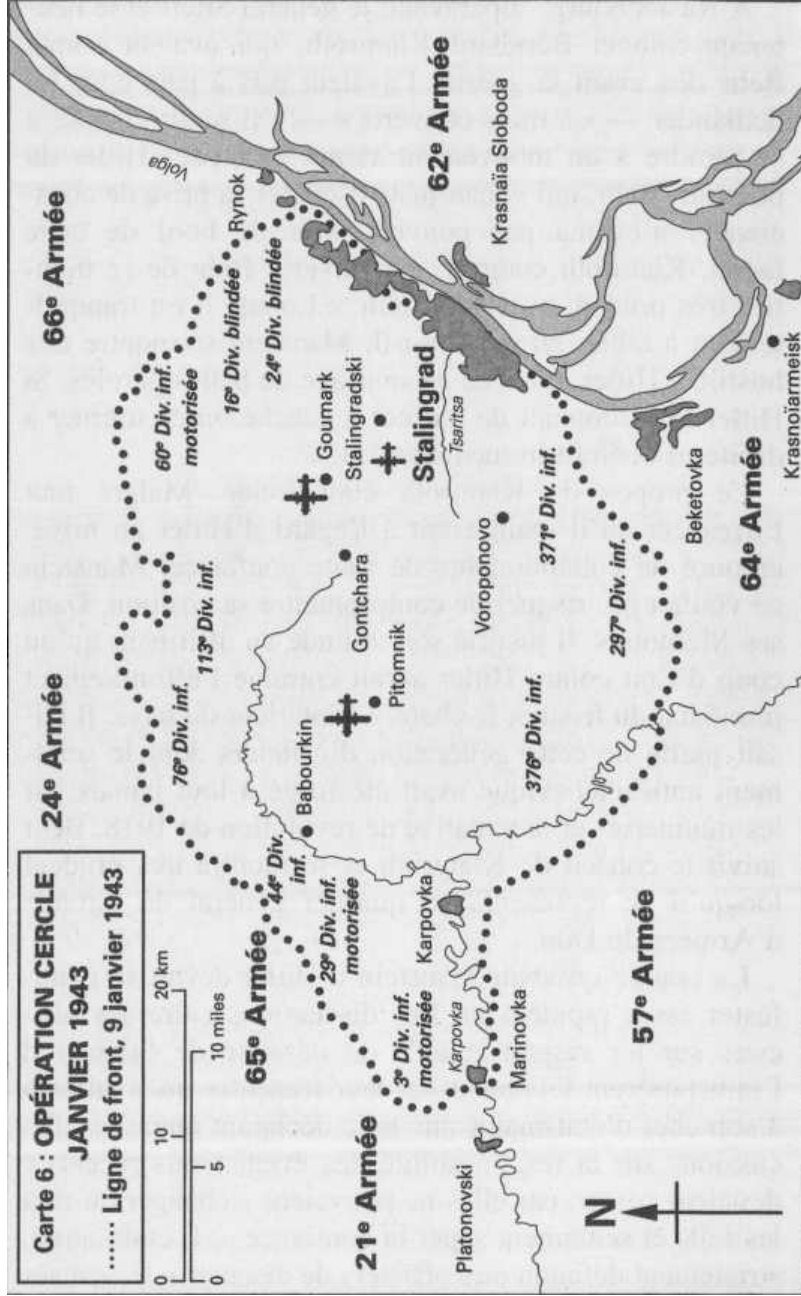 Carte 6 : OPÉRATION CERCLE
JANVIER 1943
Ligne de front, 9 janvier 1943
0 10 20 km
0 5 10 miles
24e Armée
66e Armée
Volga
65e Armée
21e Armée
62e Armée
57e Armée
64e Armée
60e Div. inf.
motorisée
16e Div. blindée
24e Div. blindée
Rynok
113e Div. inf.
76e Div. inf.
44e Div.
inf.
29e Div. inf.
motorisée
3e Div. inf.
motorisée
Babourkin
Gontchara
Pitomnik
Goumrak
Stalingradski
Stalingrad
Tsaritsa
Krasnaïa Sloboda
Karpovka
Karpovka
Marinovka
Platonovski
Voroponovo
376e Div. inf.
297e Div. inf.
371e Div. inf.
Beketovka
Krasnoïarmeisk
N